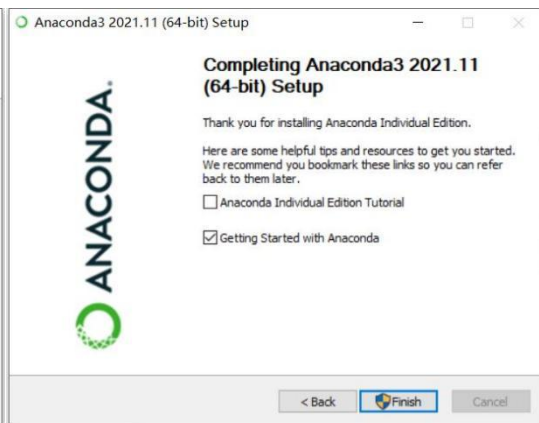 Anaconda3 2021.11 (64-bit) Setup
ANACONDA.
Completing Anaconda3 2021.11
(64-bit) Setup
Thank you for installing Anaconda Individual Edition.
Here are some helpful tips and resources to get you started.
We recommend you bookmark these links so you can refer
back to them later.
Anaconda Individual Edition Tutorial
Getting Started with Anaconda
< Back
Finish
Cancel